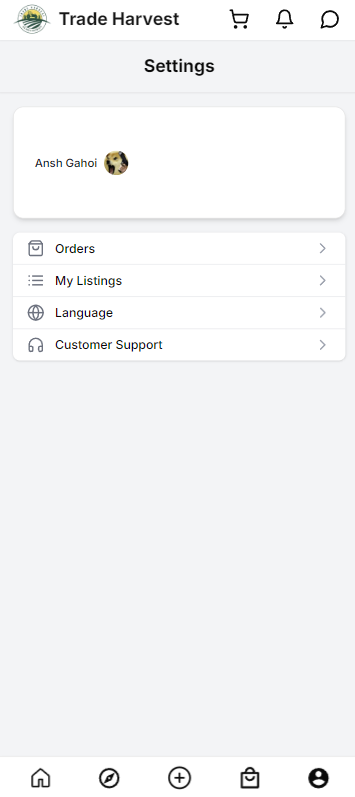 Trade Harvest
Settings
Ansh Gahoi
Orders
My Listings
Language
Customer Support